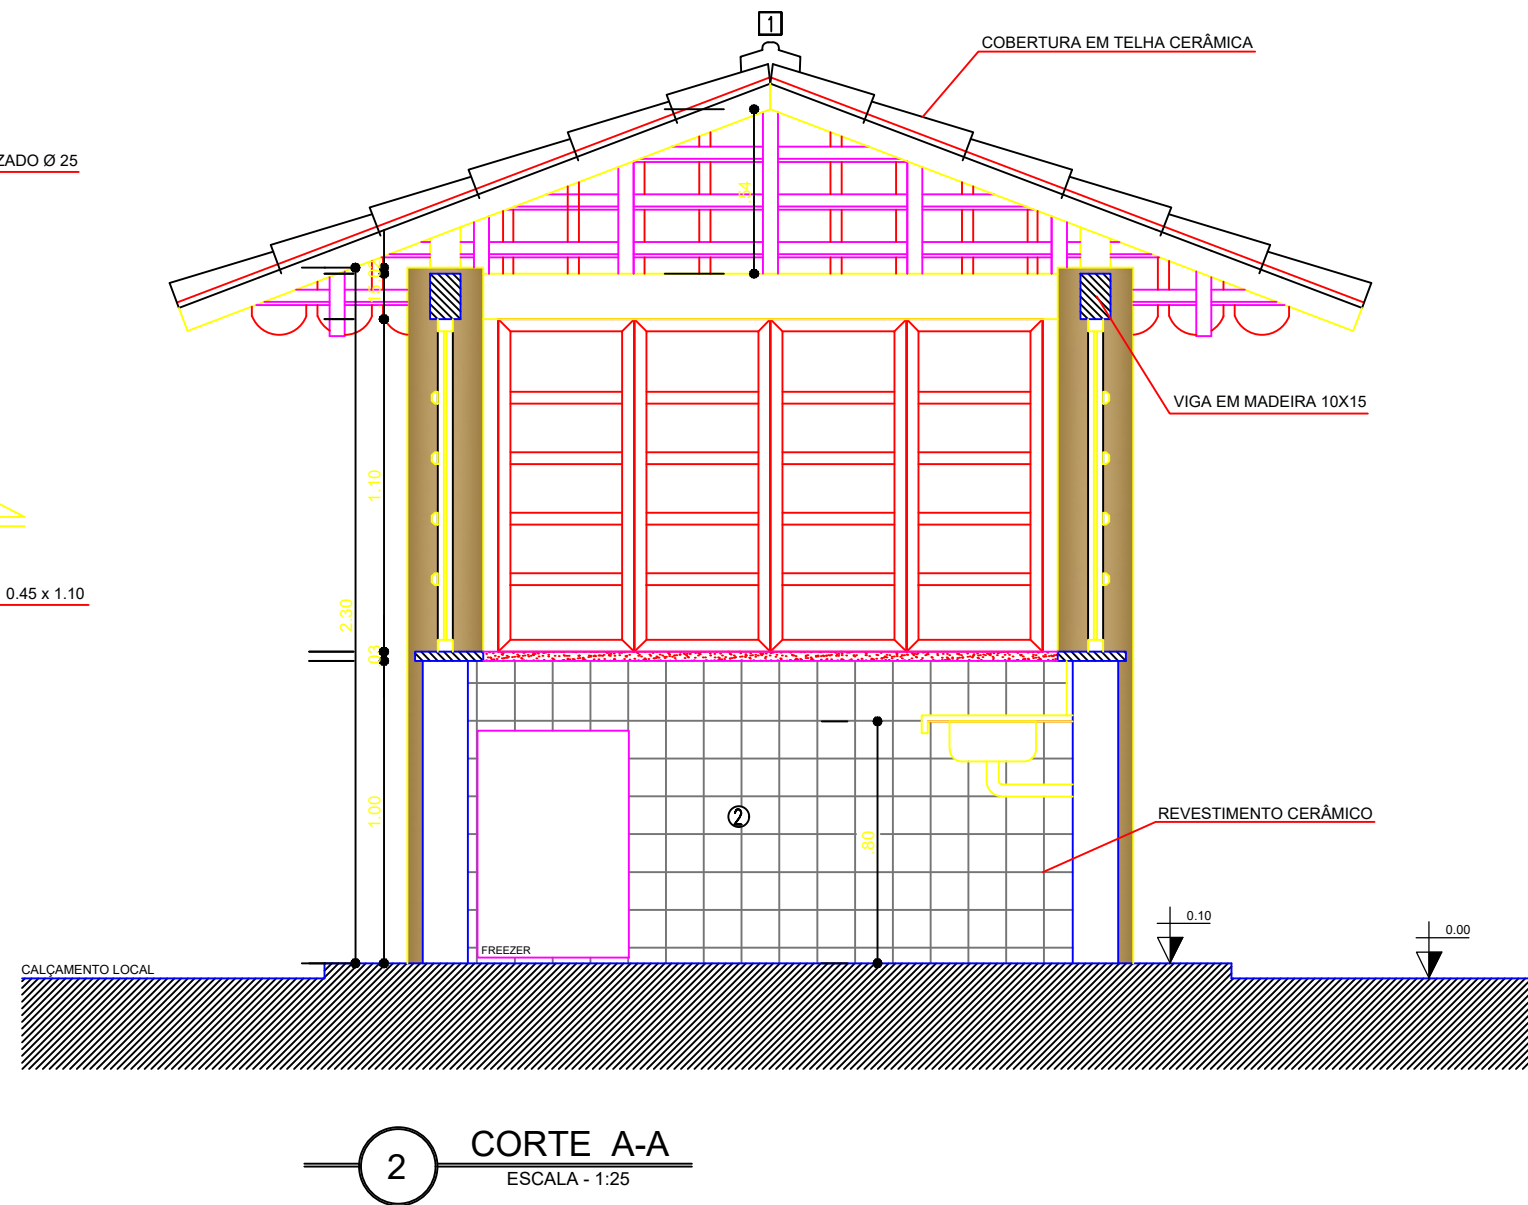 1
COBERTURA EM TELHA CERÂMICA
ZADO Ø 25
.54
VIGA EM MADEIRA 10X15
1.10
0.45 x 1.10
2.30
.03
1.00
2
.80
REVESTIMENTO CERÂMICO
0.10
0.00
FREEZER
CALÇAMENTO LOCAL
2
CORTE A-A
ESCALA - 1:25